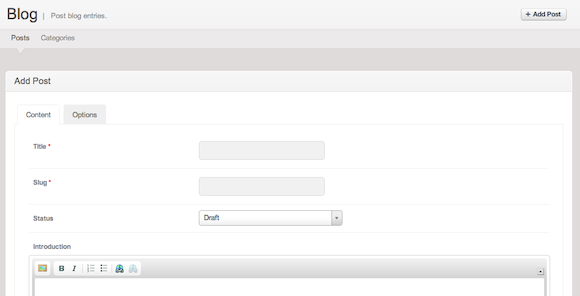 Blog | Post blog entries.
+ Add Post
Posts Categories
Add Post
Content Options
Title *
Slug *
Status Draft
Introduction
B I